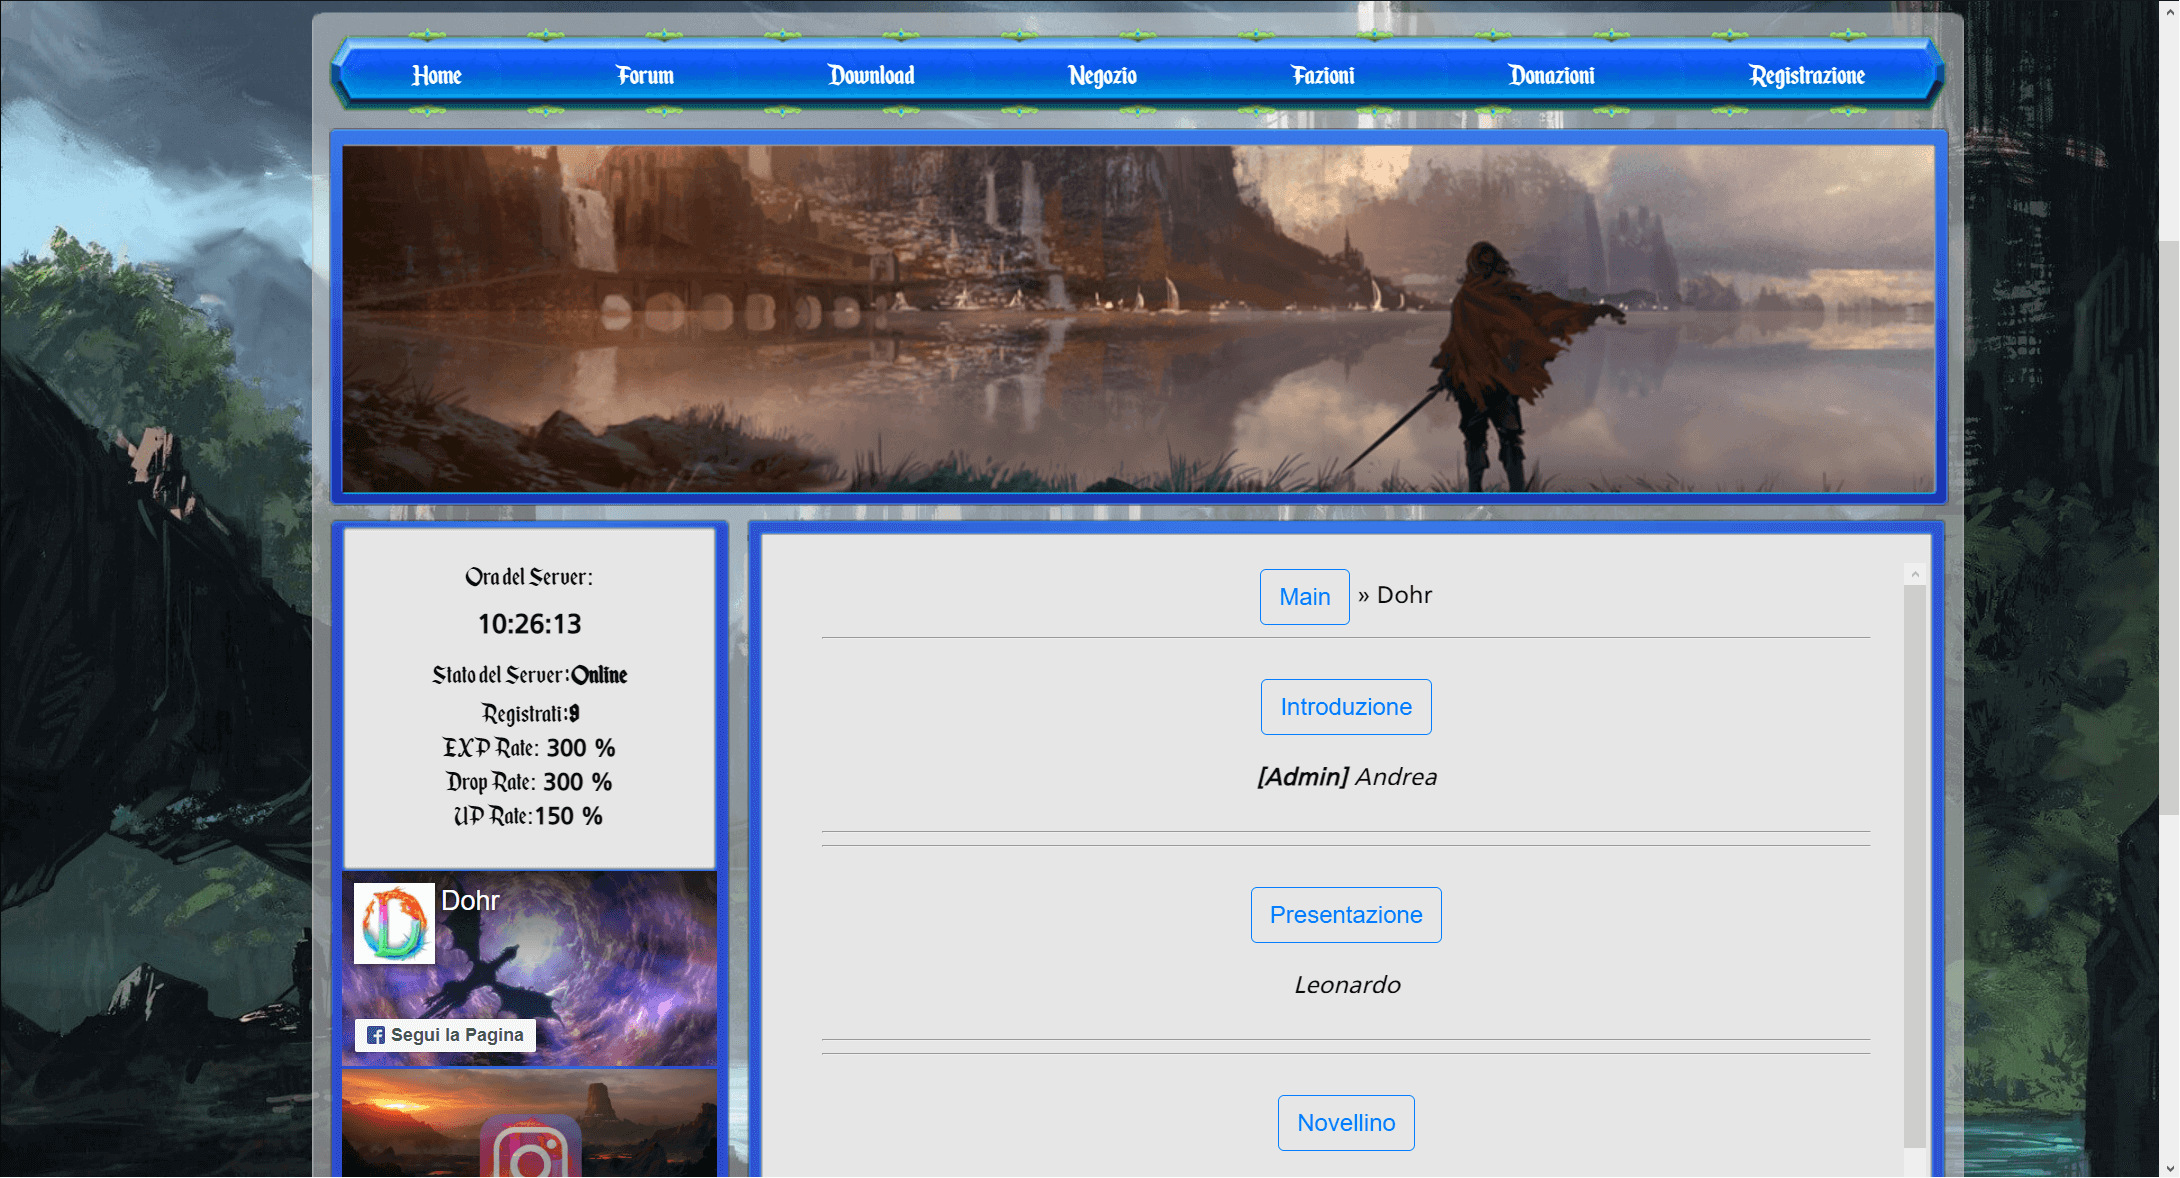 Home Forum Download Negozio Fazioni Donazioni Registrazione
Ora del Server:
10:26:13
Stato del Server:Online
Registrati:9
EXP Rate: 300 %
Drop Rate: 300 %
UP Rate:150 %
Dohr
Segui la Pagina
Main » Dohr
Introduzione
[Admin] Andrea
Presentazione
Leonardo
Novellino